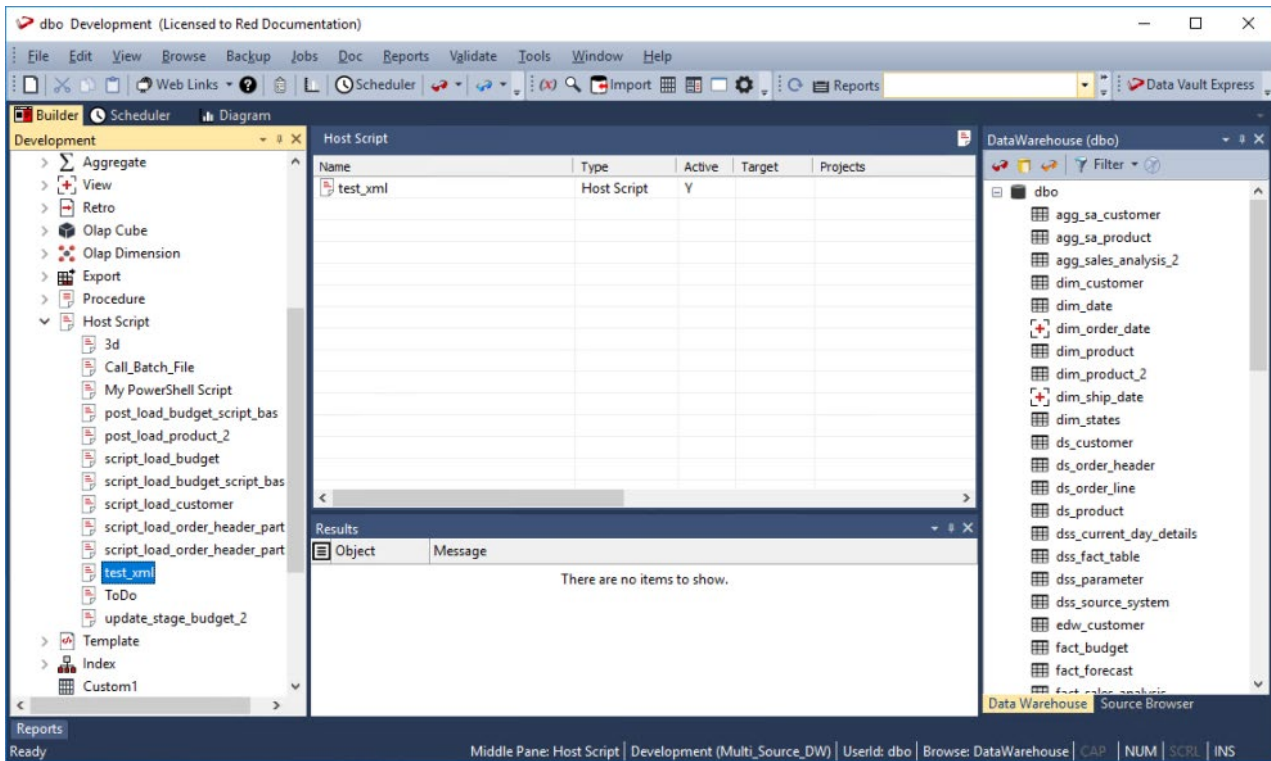 dbo Development (Licensed to Red Documentation)
File Edit View Browse Backup Jobs Doc Reports Validate Tools Window Help
Web Links Scheduler (x) Import Reports Data Vault Express
Builder Scheduler Diagram
Development
Aggregate
View
Retro
Olap Cube
Olap Dimension
Export
Procedure
Host Script
3d
Call_Batch_File
My PowerShell Script
post_load_budget_script_bas
post_load_product_2
script_load_budget
script_load_budget_script_bas
script_load_customer
script_load_order_header_part
script_load_order_header_part
test_xml
ToDo
update_stage_budget_2
Template
Index
Custom1
Host Script
Name Type Active Target Projects
test_xml Host Script Y
Results
Object Message
There are no items to show.
DataWarehouse (dbo)
Filter
dbo
agg_sa_customer
agg_sa_product
agg_sales_analysis_2
dim_customer
dim_date
dim_order_date
dim_product
dim_product_2
dim_ship_date
dim_states
ds_customer
ds_order_header
ds_order_line
ds_product
dss_current_day_details
dss_fact_table
dss_parameter
dss_source_system
edw_customer
fact_budget
fact_forecast
Data Warehouse Source Browser
Reports
Ready Middle Pane: Host Script Development (Multi_Source_DW) UserId: dbo Browse: DataWarehouse CAP NUM SCRL INS